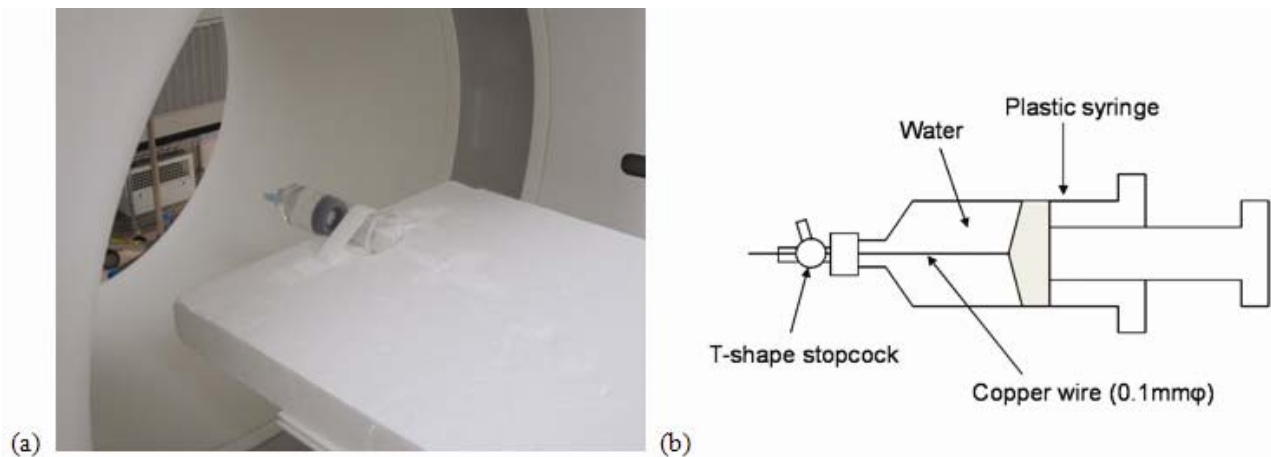 (a)
(b)
Plastic syringe
Water
T-shape stopcock
Copper wire (0.1mmφ)